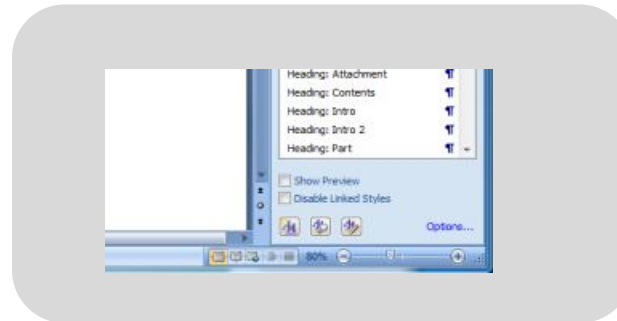 Heading: Attachment ¶
Heading: Contents ¶
Heading: Intro ¶
Heading: Intro 2 ¶
Heading: Part ¶
Show Preview
Disable Linked Styles
Options...
80%